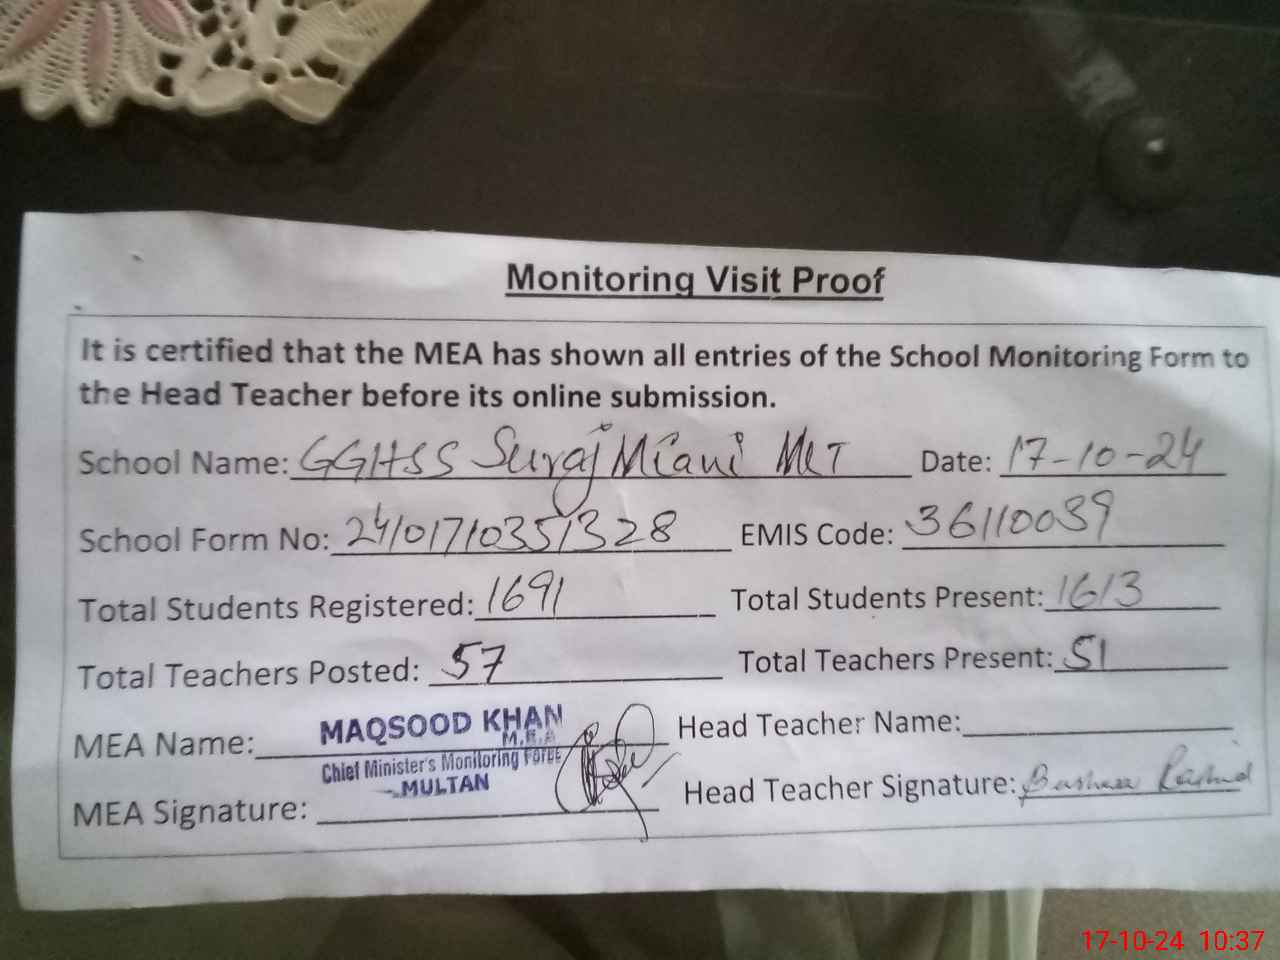 Monitoring Visit Proof
It is certified that the MEA has shown all entries of the School Monitoring Form to
the Head Teacher before its online submission.
School Name: GGHSS Suraj Miani MLT Date: 17-10-24
School Form No: 24101710351328 EMIS Code: 36110039
Total Students Registered: 1691 Total Students Present: 1613
Total Teachers Posted: 57 Total Teachers Present: 51
MEA Name: MAQSOOD KHAN Head Teacher Name:
M.E.A
Chief Minister's Monitoring Force
MULTAN
MEA Signature: Head Teacher Signature: Bushra Rashid
17-10-24 10:37